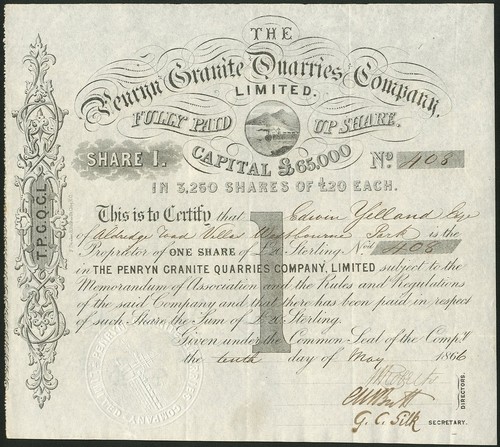 THE
Penryn Granite Quarries Company,
LIMITED.
FULLY PAID UP SHARE.
SHARE 1.
CAPITAL £65,000
No. 408
IN 3,250 SHARES OF £20 EACH.
T.P.G.Q.C.L.
This is to Certify that Edwin Yelland Esqr
of Aldridge Road Villas Westbourne Park is the
Proprietor of ONE SHARE of £20 Sterling, No. 408
in THE PENRYN GRANITE QUARRIES COMPANY, LIMITED subject to the
Memorandum of Association and the Rules and Regulations
of the said Company and that there has been paid in respect
of such Share the Sum of £20 Sterling.
Given under the Common Seal of the Compy
the tenth day of May 1866
DIRECTORS.
G. C. Silk SECRETARY.